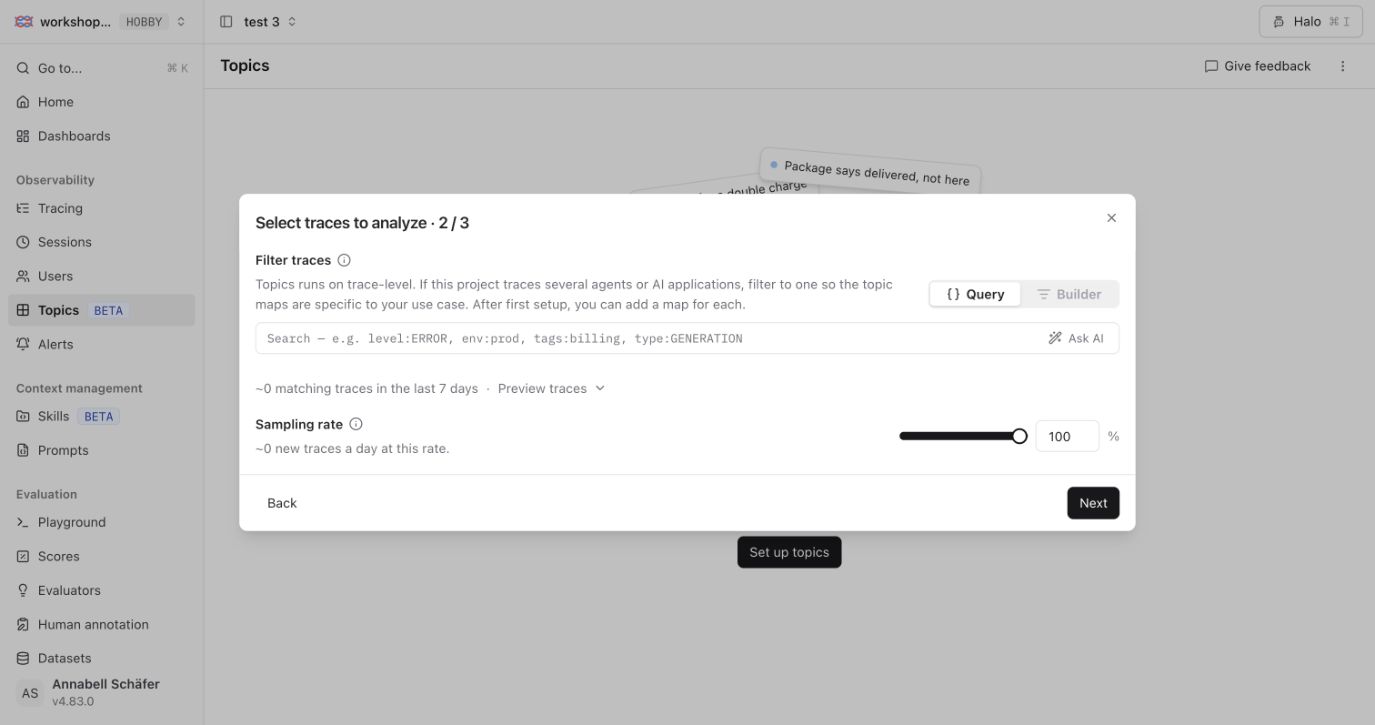 workshop... HOBBY
test 3
Halo ⌘ I
Go to... ⌘ K
Home
Dashboards
Observability
Tracing
Sessions
Users
Topics BETA
Alerts
Context management
Skills BETA
Prompts
Evaluation
Playground
Scores
Evaluators
Human annotation
Datasets
AS
Annabell Schäfer
v4.83.0
Topics
Give feedback
Package says delivered, not here
double charge
Select traces to analyze · 2 / 3
Filter traces
Topics runs on trace-level. If this project traces several agents or AI applications, filter to one so the topic
maps are specific to your use case. After first setup, you can add a map for each.
{ } Query
Builder
Search — e.g. level:ERROR, env:prod, tags:billing, type:GENERATION
Ask AI
~0 matching traces in the last 7 days · Preview traces
Sampling rate
~0 new traces a day at this rate.
100 %
Back
Next
Set up topics